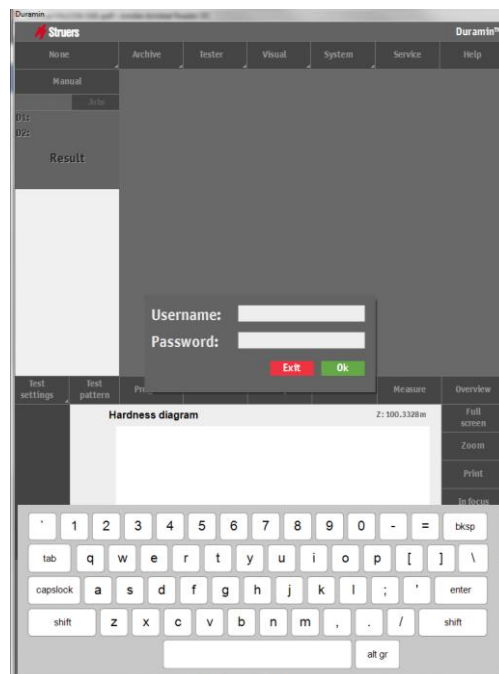 Duramin
Struers
Duramin™
None Archive Tester Visual System Service Help
Manual
Jobs
D1:
D2:
Result
Username:
Password:
Exit Ok
Test settings
Test pattern
Measure
Overview
Hardness diagram
Z: 100.3328m
Full screen
Zoom
Print
In focus
` 1 2 3 4 5 6 7 8 9 0 - = bksp
tab q w e r t y u i o p [ ] \
capslock a s d f g h j k l ; ' enter
shift z x c v b n m , . / shift
alt gr